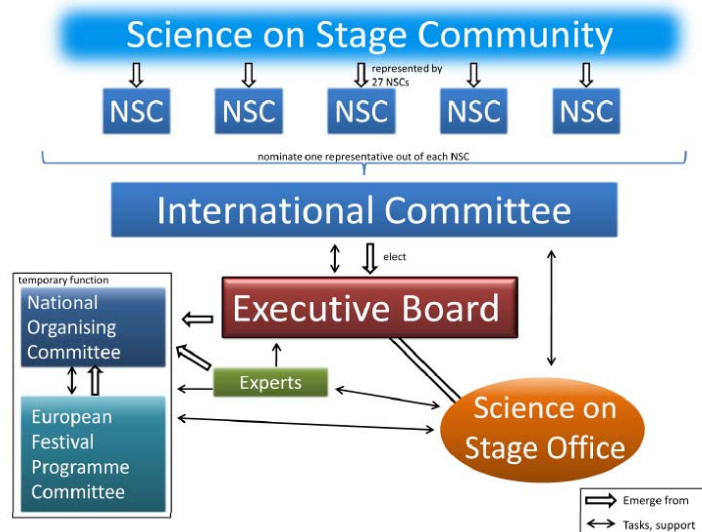 Science on Stage Community
represented by
27 NSCs
NSC
NSC
NSC
NSC
NSC
nominate one representative out of each NSC
International Committee
elect
temporary function
National
Organising
Committee
Executive Board
Experts
European
Festival
Programme
Committee
Science on
Stage Office
Emerge from
Tasks, support